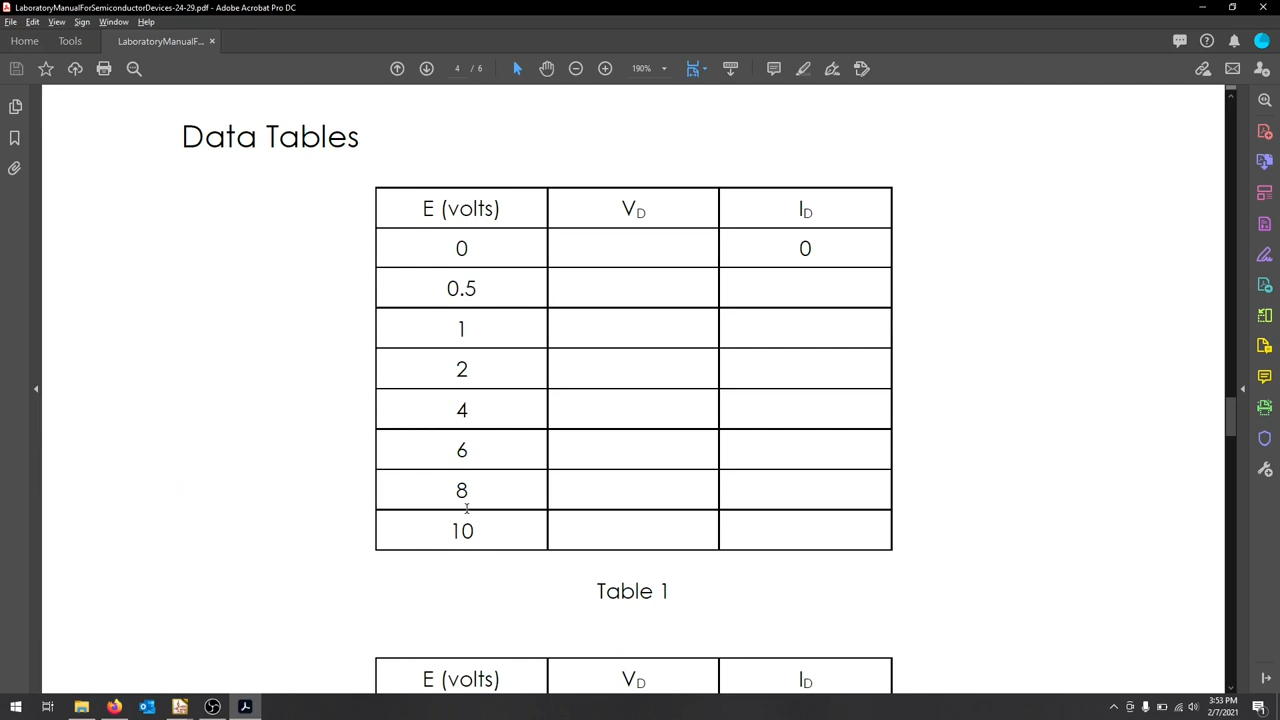 LaboratoryManualForSemiconductorDevices-24-29.pdf - Adobe Acrobat Pro DC
File Edit View Sign Window Help
Home Tools LaboratoryManualF... ×
4 / 6 190%
Data Tables
E (volts) VD ID
0 0
0.5
1
2
4
6
8
10
Table 1
E (volts) VD ID
3:53 PM
2/7/2021